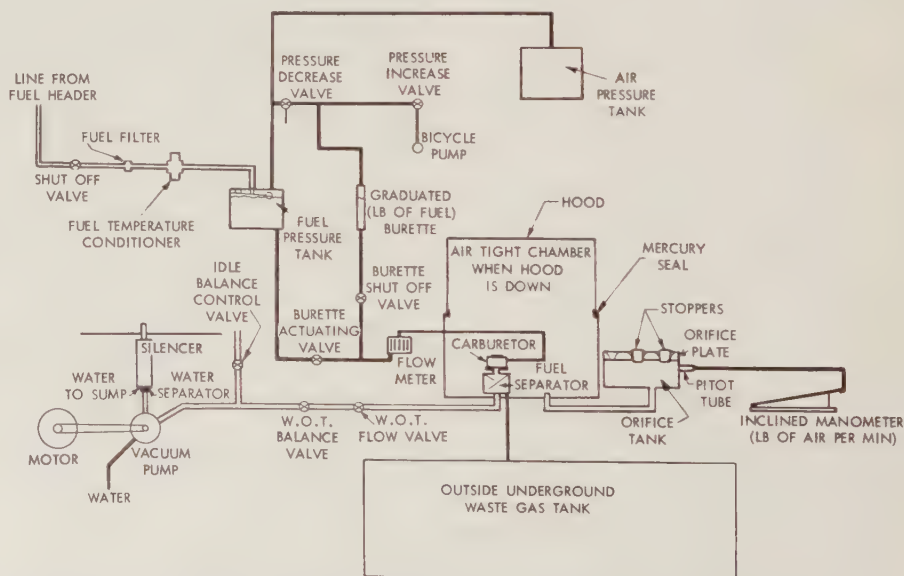 LINE FROM
FUEL HEADER
FUEL FILTER
SHUT OFF
VALVE
FUEL TEMPERATURE
CONDITIONER
PRESSURE
DECREASE
VALVE
PRESSURE
INCREASE
VALVE
BICYCLE
PUMP
AIR
PRESSURE
TANK
FUEL
PRESSURE
TANK
GRADUATED
(LB OF FUEL)
BURETTE
HOOD
AIR TIGHT CHAMBER
WHEN HOOD
IS DOWN
MERCURY
SEAL
IDLE
BALANCE
CONTROL
VALVE
BURETTE
SHUT OFF
VALVE
BURETTE
ACTUATING
VALVE
STOPPERS
ORIFICE
PLATE
SILENCER
WATER
TO SUMP
WATER
SEPARATOR
FLOW
METER
CARBURETOR
FUEL
SEPARATOR
PITOT
TUBE
ORIFICE
TANK
INCLINED MANOMETER
(LB OF AIR PER MIN)
MOTOR
VACUUM
PUMP
WATER
W.O.T.
BALANCE
VALVE
W.O.T.
FLOW VALVE
OUTSIDE UNDERGROUND
WASTE GAS TANK